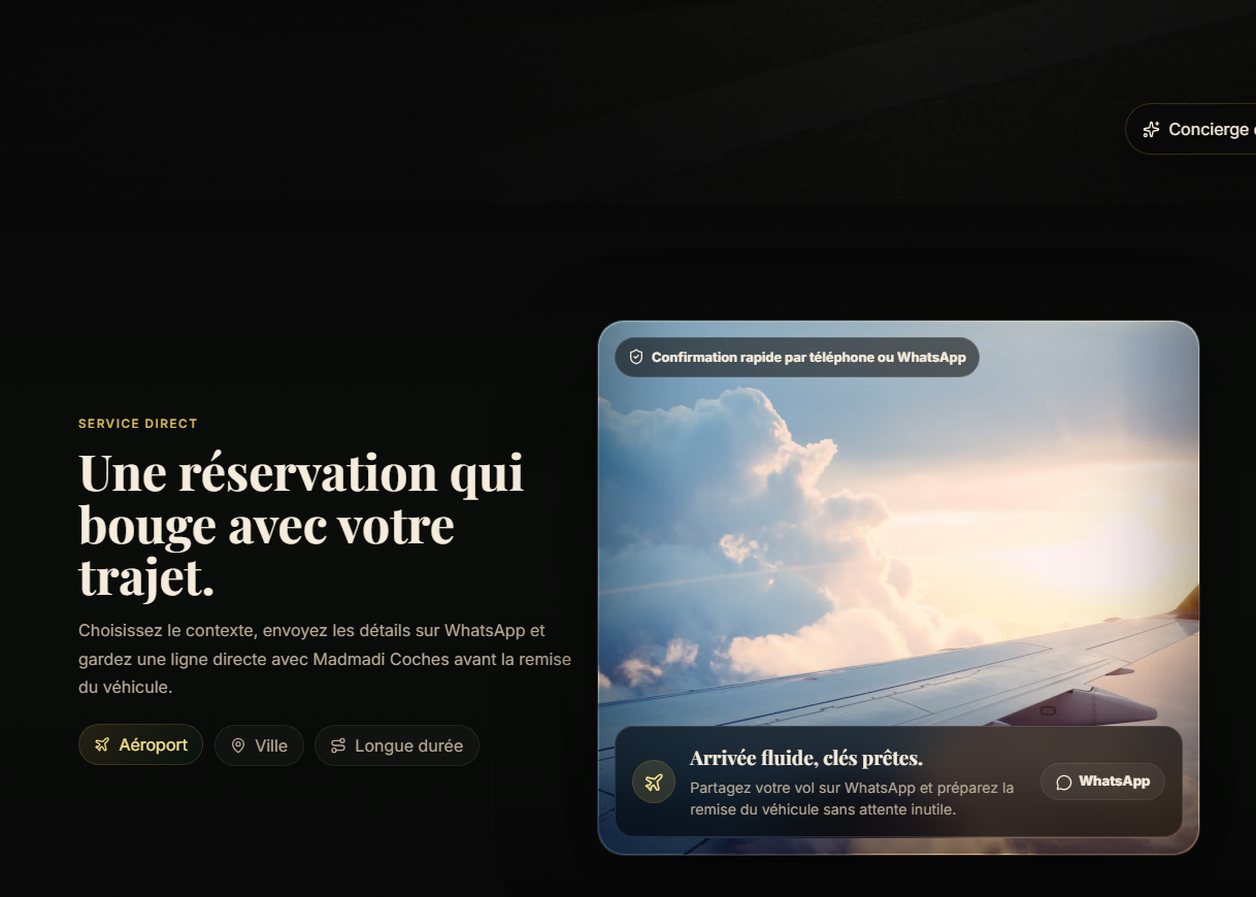 Concierge
Confirmation rapide par téléphone ou WhatsApp
SERVICE DIRECT
Une réservation qui
bouge avec votre
trajet.
Choisissez le contexte, envoyez les détails sur WhatsApp et
gardez une ligne directe avec Madmadi Coches avant la remise
du véhicule.
Aéroport
Ville
Longue durée
Arrivée fluide, clés prêtes.
Partagez votre vol sur WhatsApp et préparez la
remise du véhicule sans attente inutile.
WhatsApp